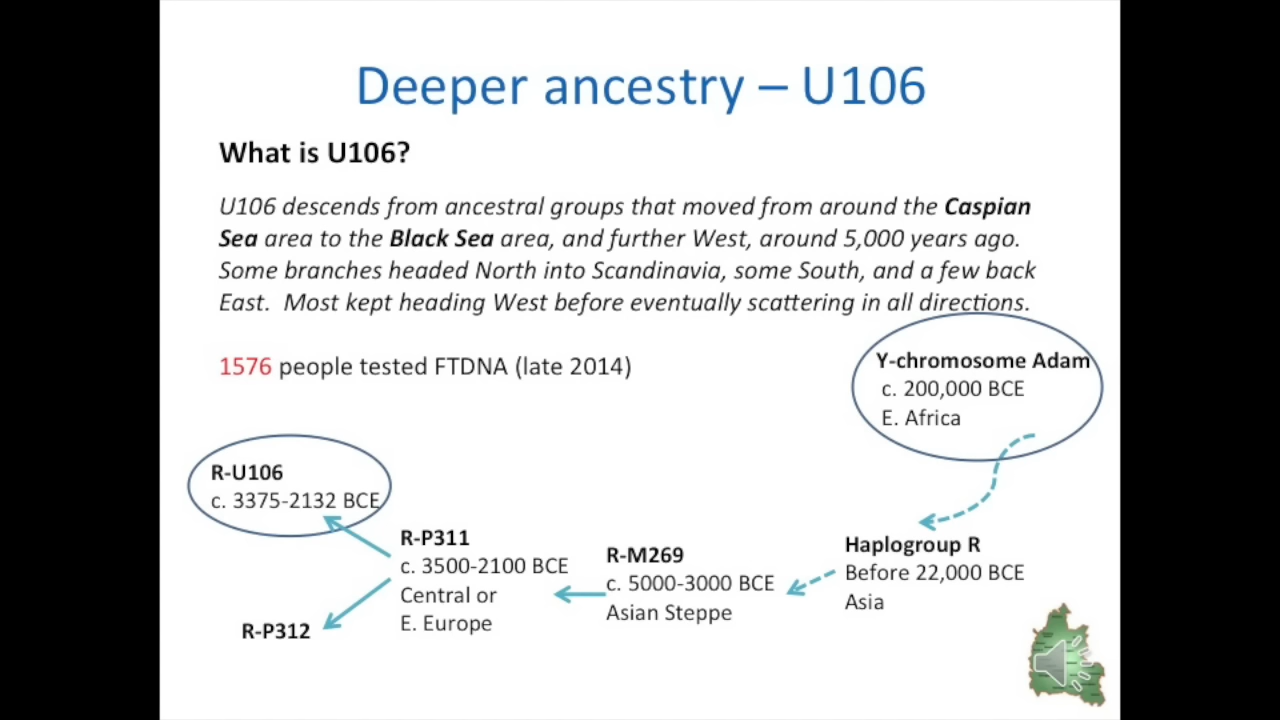 Deeper ancestry – U106
What is U106?
U106 descends from ancestral groups that moved from around the Caspian
Sea area to the Black Sea area, and further West, around 5,000 years ago.
Some branches headed North into Scandinavia, some South, and a few back
East. Most kept heading West before eventually scattering in all directions.
1576 people tested FTDNA (late 2014)
Y-chromosome Adam
c. 200,000 BCE
E. Africa
R-U106
c. 3375-2132 BCE
R-P311
c. 3500-2100 BCE
Central or
E. Europe
R-M269
c. 5000-3000 BCE
Asian Steppe
Haplogroup R
Before 22,000 BCE
Asia
R-P312